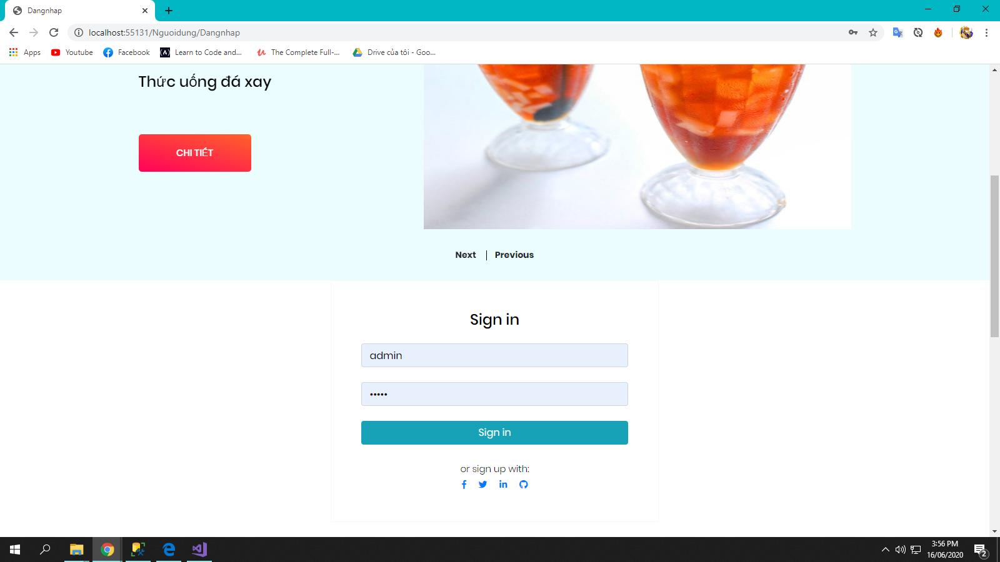 Dangnhap
localhost:55131/Nguoidung/Dangnhap
Apps
Youtube
Facebook
Learn to Code and...
The Complete Full-...
Drive của tôi - Goo...
Thức uống đá xay
CHI TIẾT
Next
Previous
Sign in
admin
•••••
Sign in
or sign up with:
3:56 PM
16/06/2020
2